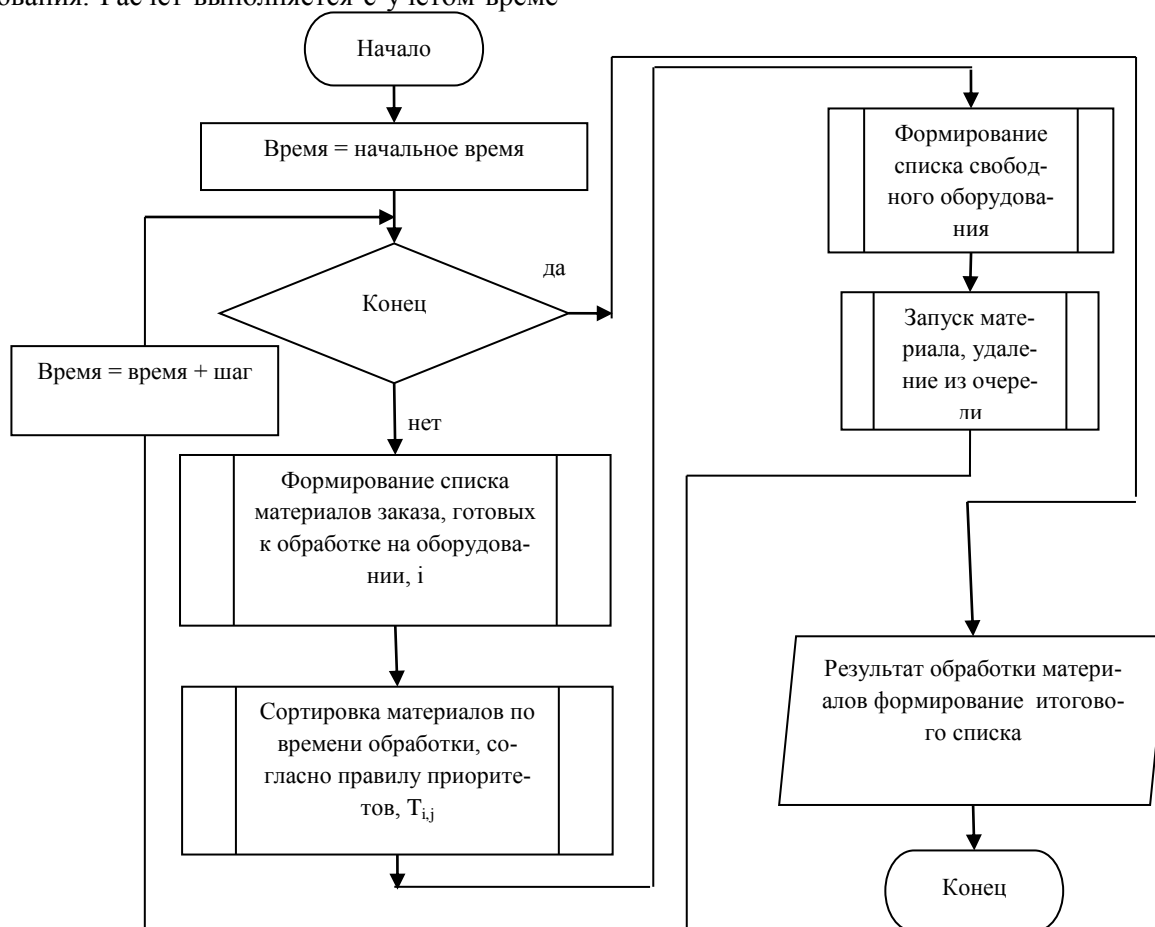 ования. Расчет выполняется с учетом време-
Начало
Время = начальное время
да
Конец
Время = время + шаг
нет
Формирование списка
материалов заказа, готовых
к обработке на оборудова-
нии, i
Сортировка материалов по
времени обработки, со-
гласно правилу приорите-
тов, Ti,j
Формирование
списка свобод-
ного оборудова-
ния
Запуск мате-
риала, удале-
ние из очере-
ди
Результат обработки матери-
алов формирование итогово-
го списка
Конец